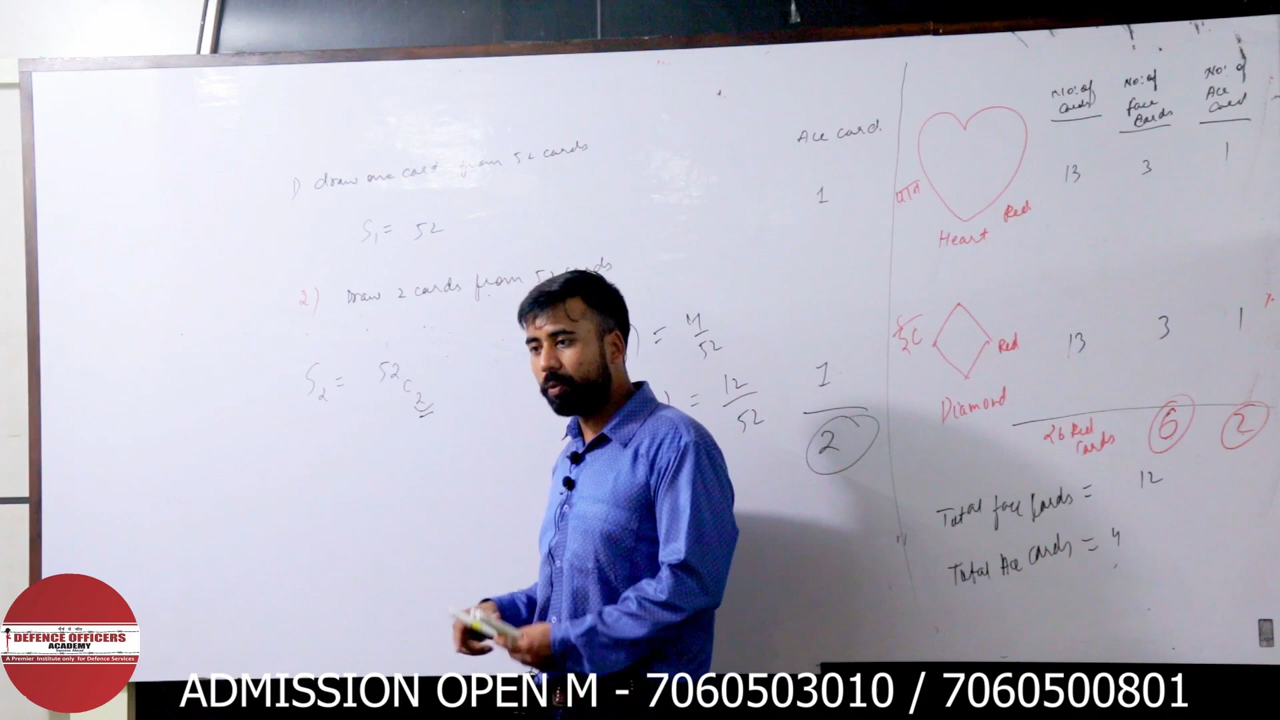 1) draw one card from 52 cards
S₁ = 52
2) Draw 2 cards from 52 cards
S₂ = 52C₂
) = M/52
) = 12/52
Ace card.
1
1
2
No: of Cards
No: of face Cards
No: of Ace Card
पान
Heart
Red
13 3 1
Red
Diamond
13 3 1
26 Red Cards
6
2
Total face cards = 12
Total Ace cards = 4
DEFENCE OFFICERS
ACADEMY
A Premier Institute only for Defence Services
ADMISSION OPEN M - 7060503010 / 7060500801